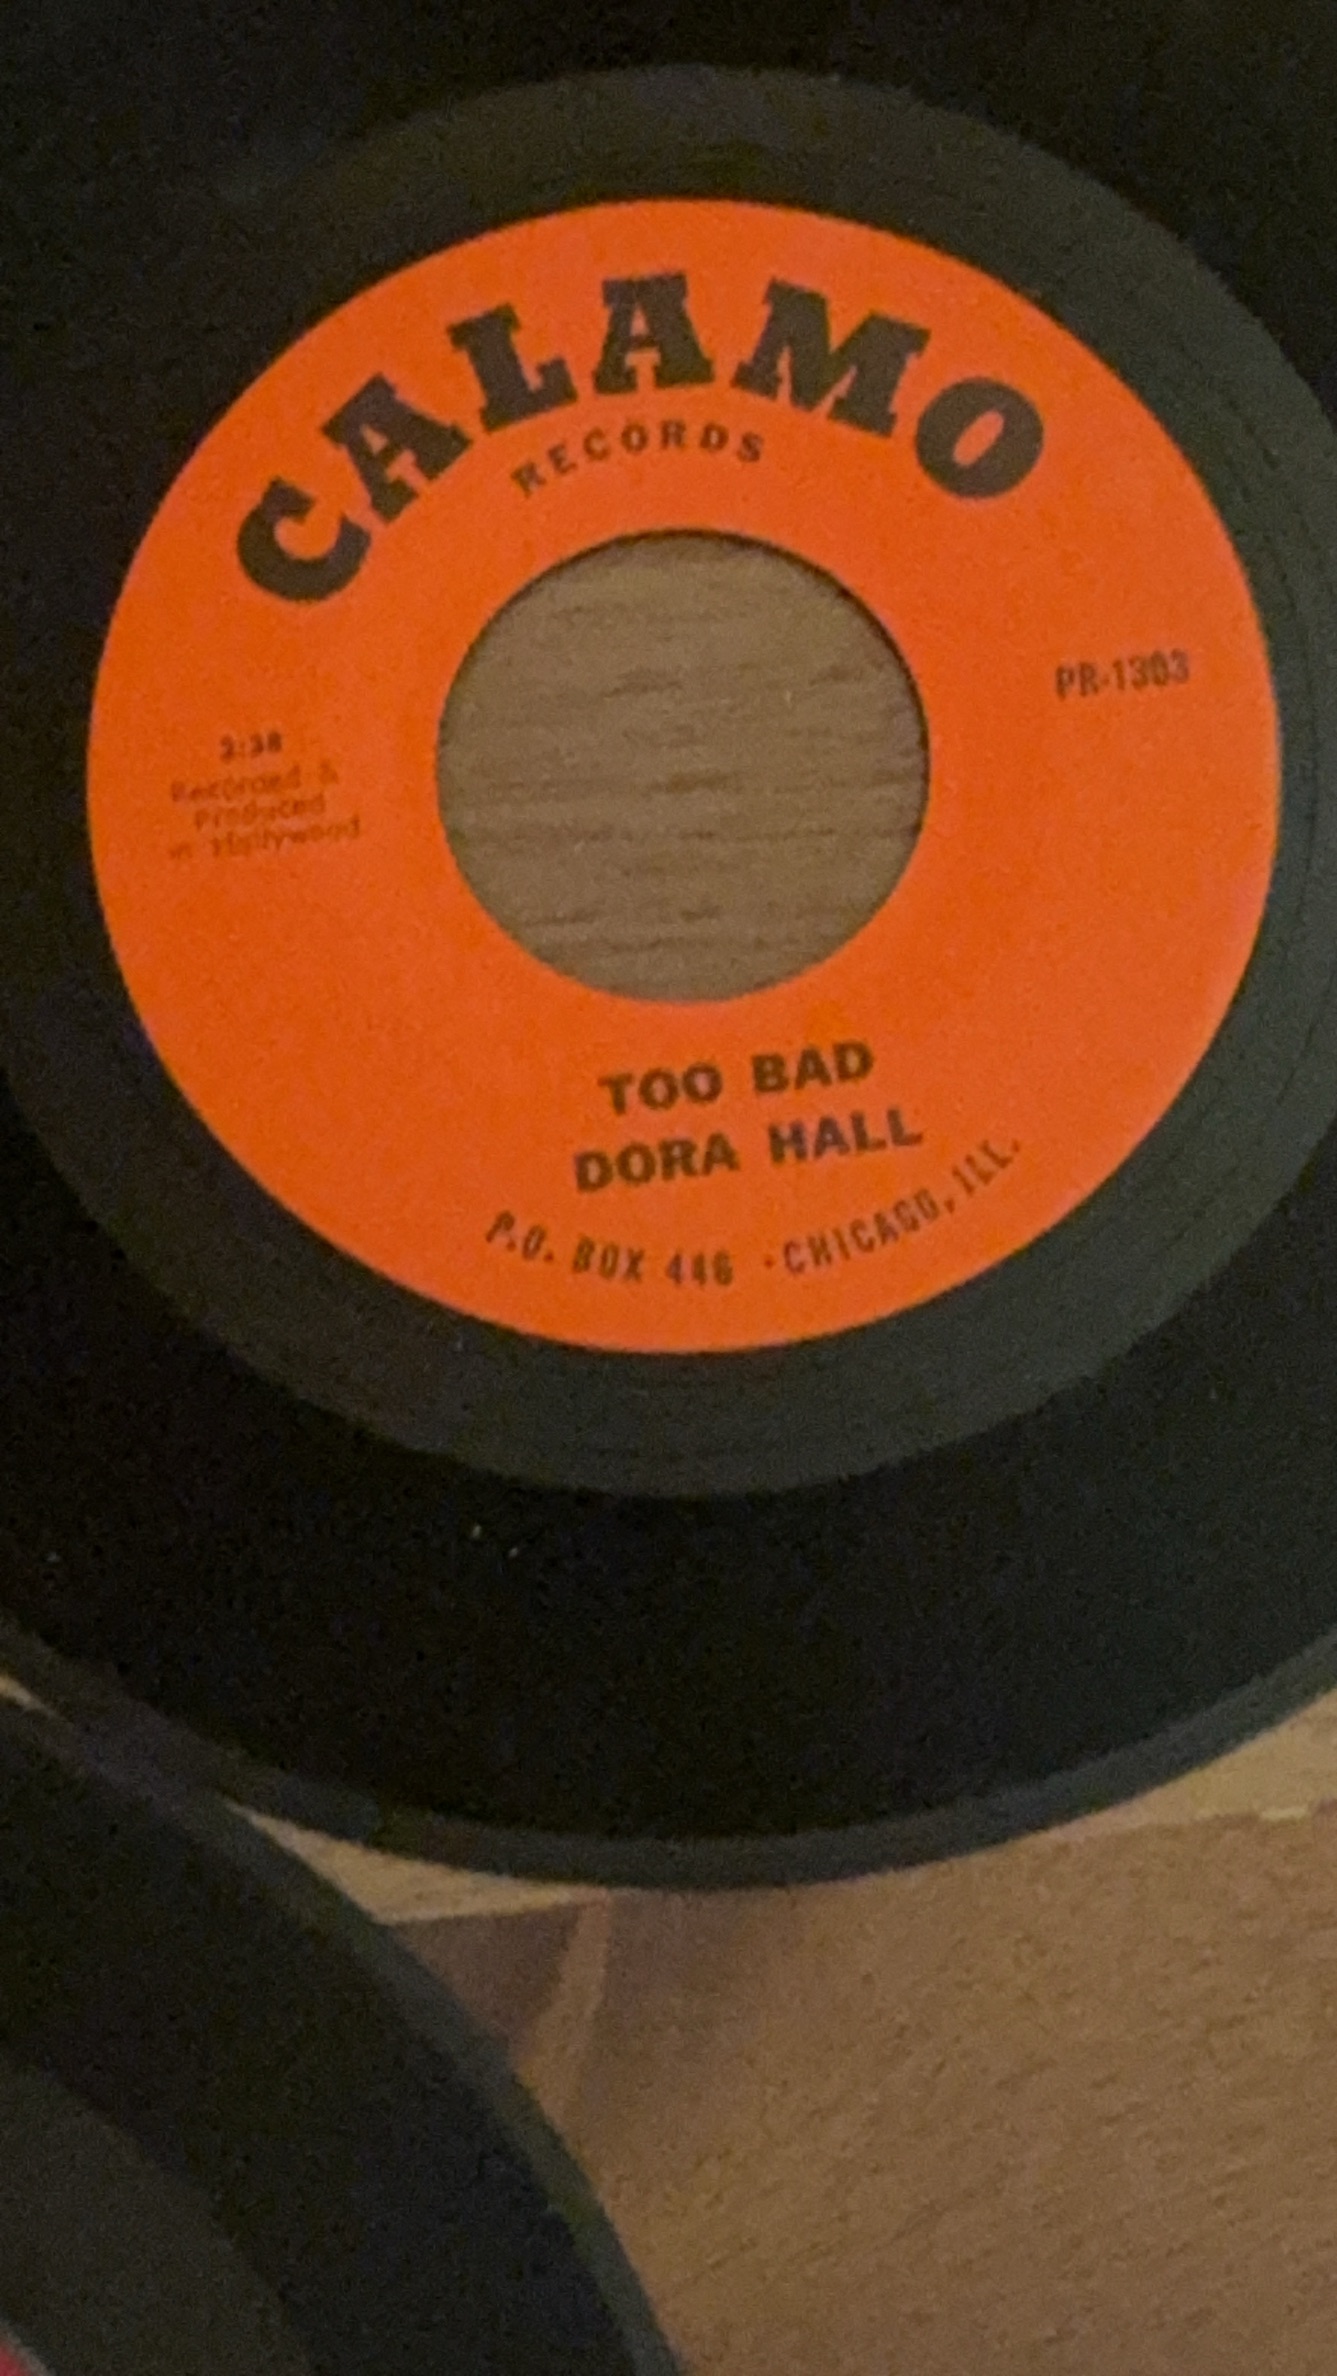 CALAMO
RECORDS
PR-1303
2:38
Recorded &
Produced
in Hollywood
TOO BAD
DORA HALL
P.O. BOX 446 · CHICAGO, ILL.